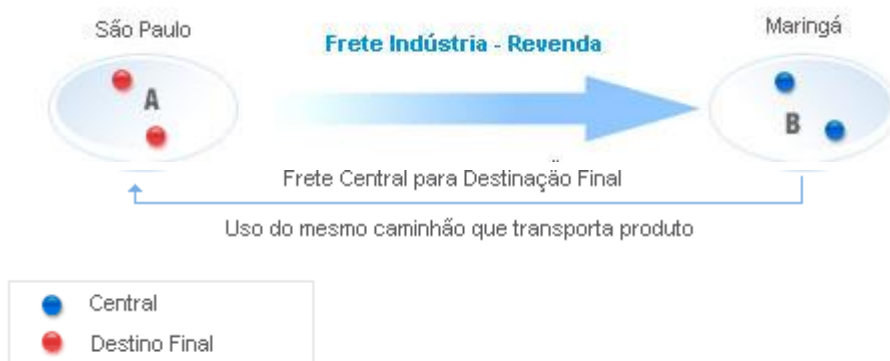 São Paulo
Maringá
Frete Indústria - Revenda
A
B
Frete Central para Destinação Final
Uso do mesmo caminhão que transporta produto
Central
Destino Final